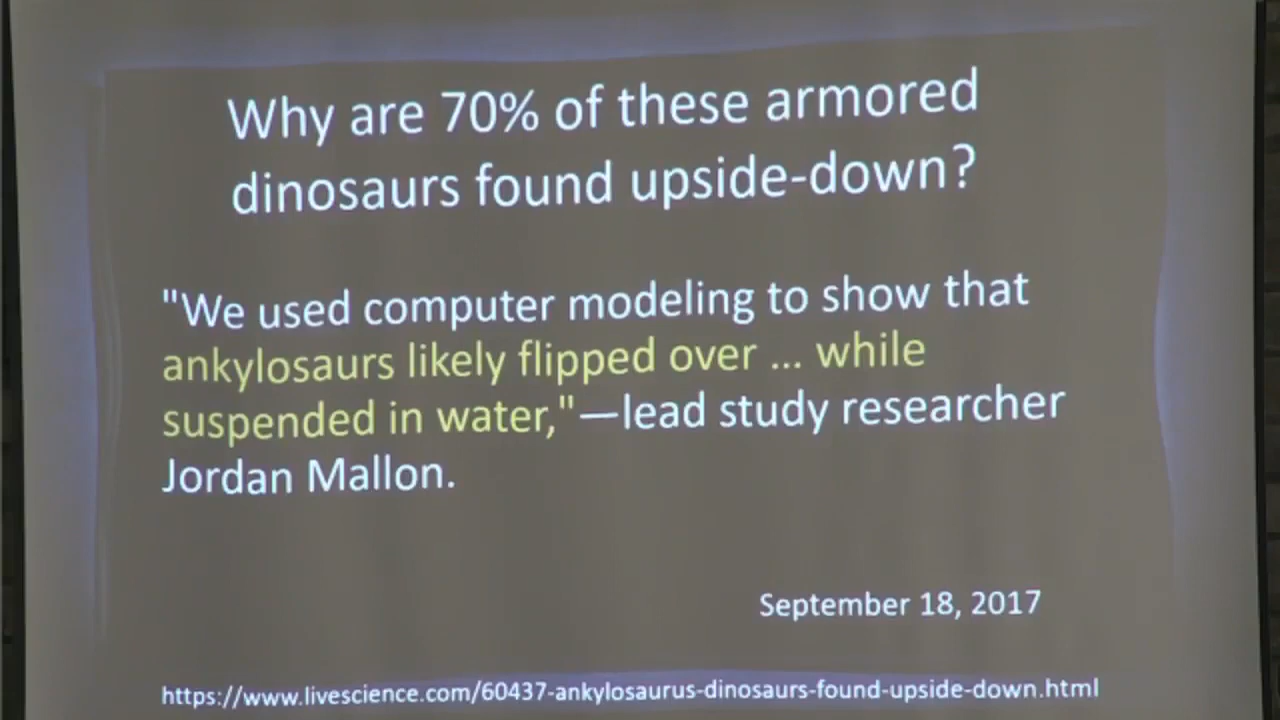 Why are 70% of these armored
dinosaurs found upside-down?
"We used computer modeling to show that
ankylosaurs likely flipped over ... while
suspended in water,"—lead study researcher
Jordan Mallon.
September 18, 2017
https://www.livescience.com/60437-ankylosaurus-dinosaurs-found-upside-down.html